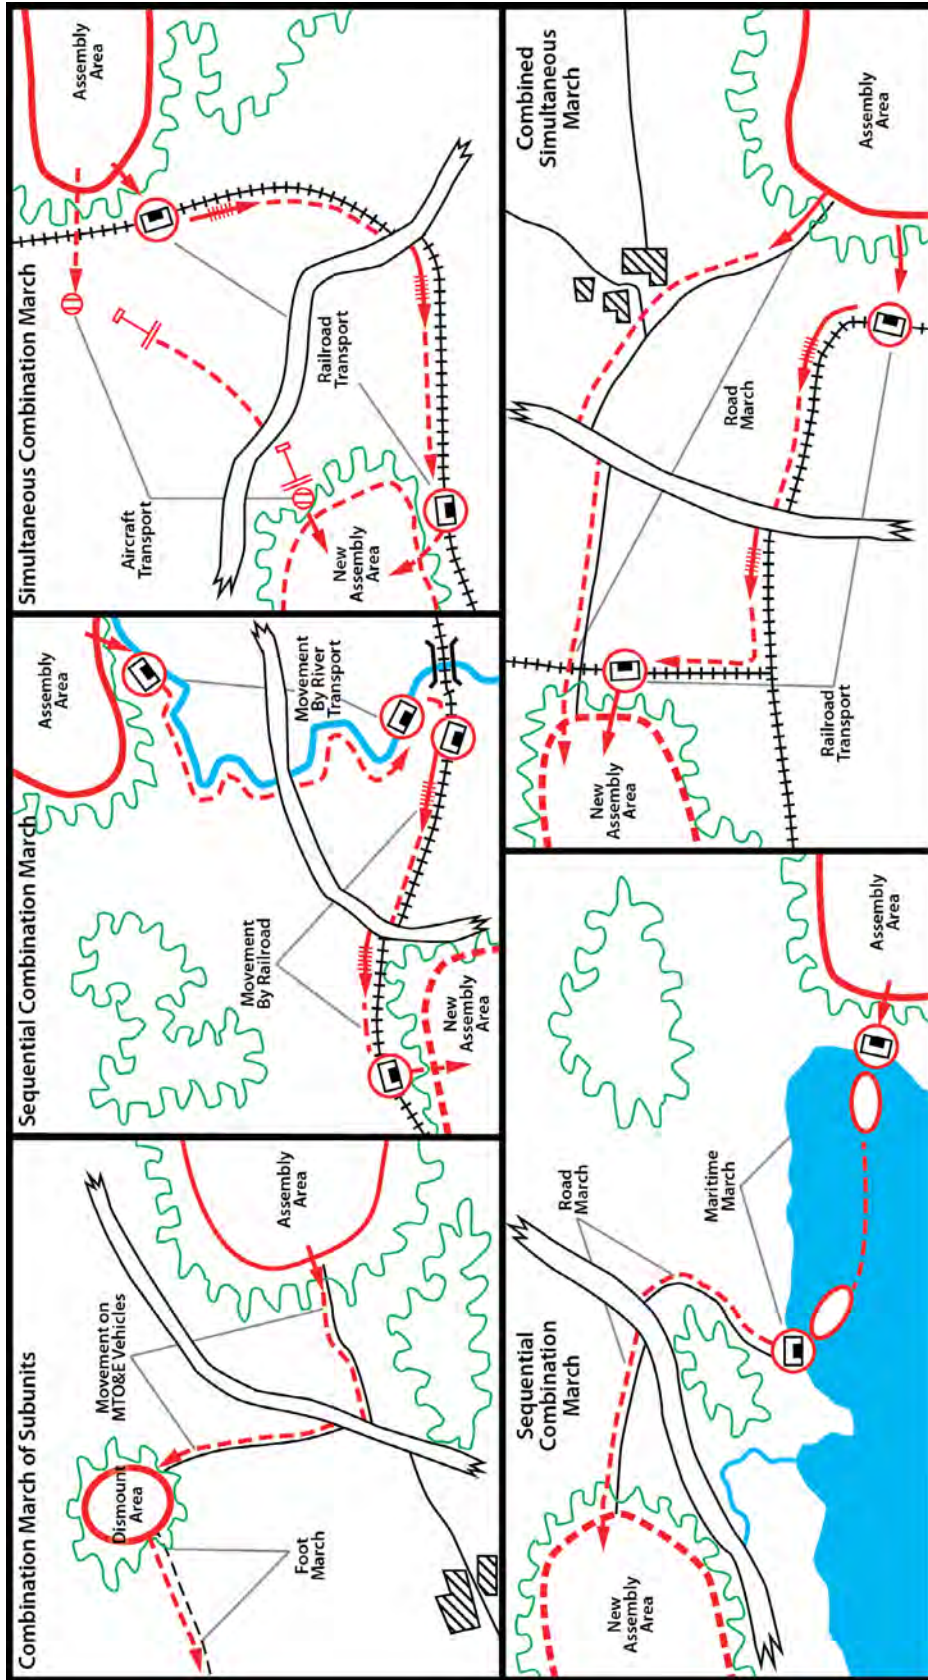 Combination March of Subunits
Movement on
MTO&E Vehicles
Assembly
Area
Dismount
Area
Foot
March
Sequential Combination March
Assembly
Area
Movement
By River
Transport
Movement
By Railroad
New
Assembly
Area
Simultaneous Combination March
Assembly
Area
Aircraft
Transport
Railroad
Transport
New
Assembly
Area
Sequential
Combination
March
Road
March
Maritime
March
Assembly
Area
New
Assembly
Area
Combined
Simultaneous
March
Road
March
Assembly
Area
New
Assembly
Area
Railroad
Transport